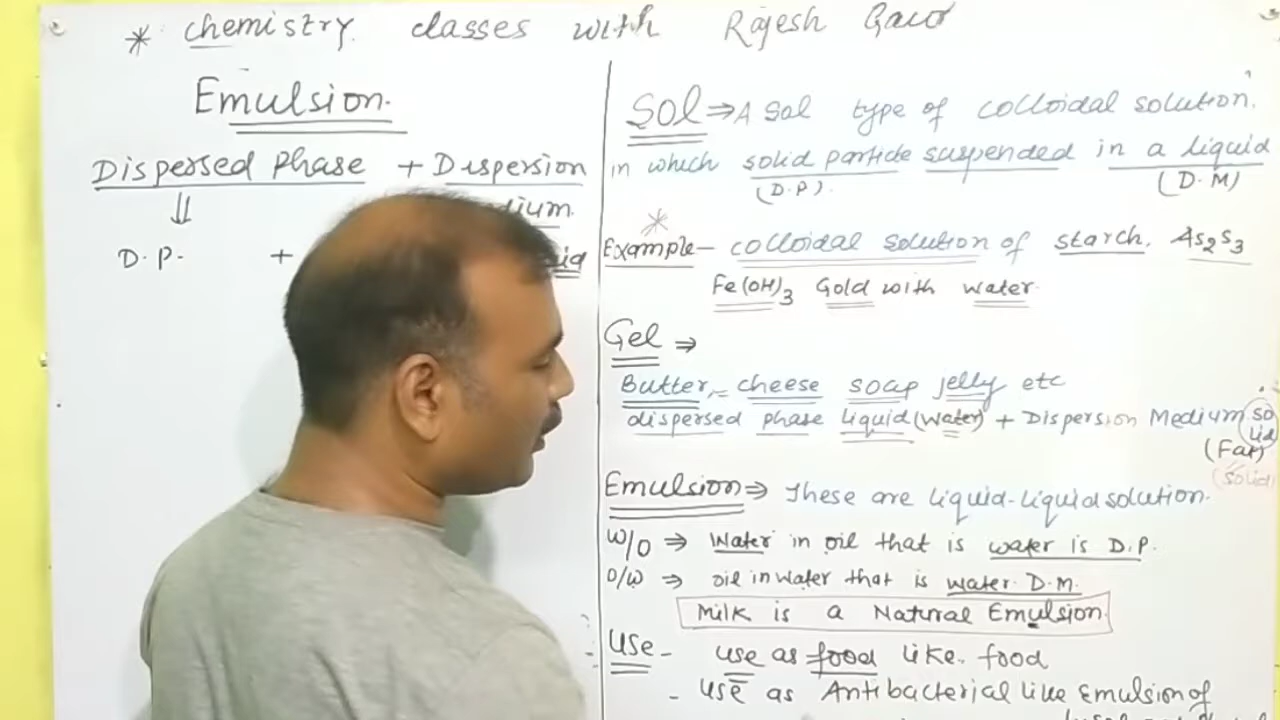 * chemistry classes with Rajesh Gaur
Emulsion.
Dispersed Phase + Dispersion
dium.
⇓
D.P. +
Sol ⇒ A Sol type of colloidal solution.
in which solid particle suspended in a liquid
(D.P). (D.M)
*
Example – colloidal solution of starch. As2S3
Fe(OH)3 Gold with water.
Gel ⇒
Butter, cheese soap jelly etc
dispersed phase liquid (water) + Dispersion Medium solid
(Fat)
(solid)
Emulsion ⇒ These are liquid-liquid solution.
W/O ⇒ Water in oil that is water is D.P.
O/W ⇒ oil in water that is water D.M.
Milk is a Natural Emulsion.
Use - use as food like food
- use as Antibacterial like Emulsion of